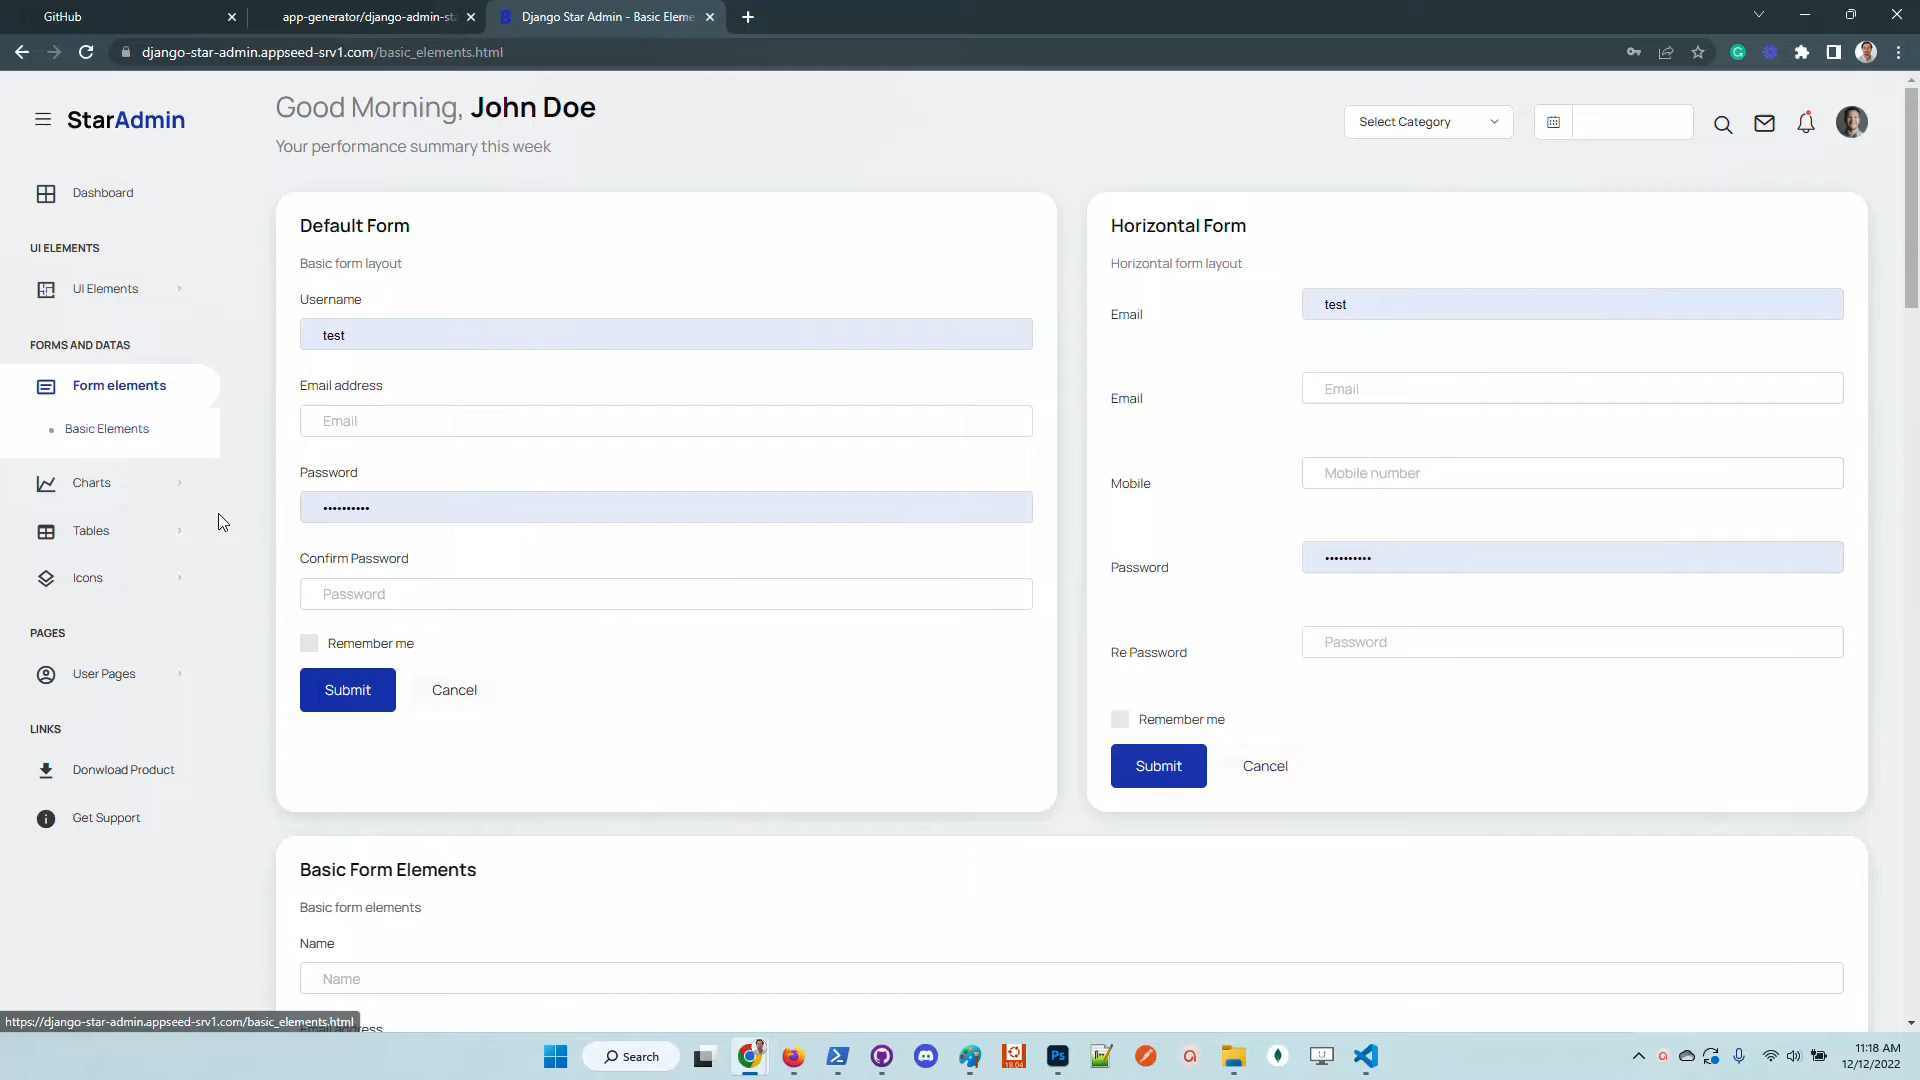 GitHub
app-generator/django-admin-sta
Django Star Admin - Basic Eleme
django-star-admin.appseed-srv1.com/basic_elements.html
StarAdmin
Good Morning, John Doe
Your performance summary this week
Select Category
Dashboard
UI ELEMENTS
UI Elements
FORMS AND DATAS
Form elements
Basic Elements
Charts
Tables
Icons
PAGES
User Pages
LINKS
Donwload Product
Get Support
Default Form
Basic form layout
Username
test
Email address
Email
Password
••••••••••
Confirm Password
Password
Remember me
Submit
Cancel
Horizontal Form
Horizontal form layout
Email
test
Email
Email
Mobile
Mobile number
Password
••••••••••
Re Password
Password
Remember me
Submit
Cancel
Basic Form Elements
Basic form elements
Name
Name
Email address
https://django-star-admin.appseed-srv1.com/basic_elements.html
Search
Ps
18.04
11:18 AM
12/12/2022